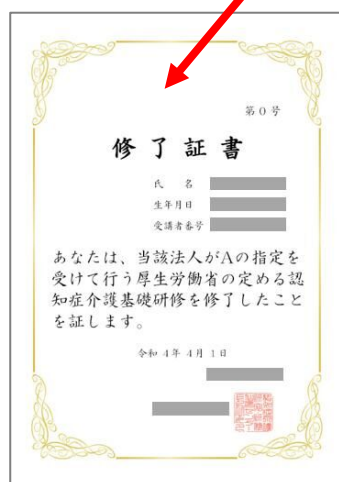 第0号
修了証書
氏 名
生年月日
受講者番号
あなたは、当該法人がAの指定を
受けて行う厚生労働省の定める認
知症介護基礎研修を修了したこと
を証します。
令和 4年 4月 1日